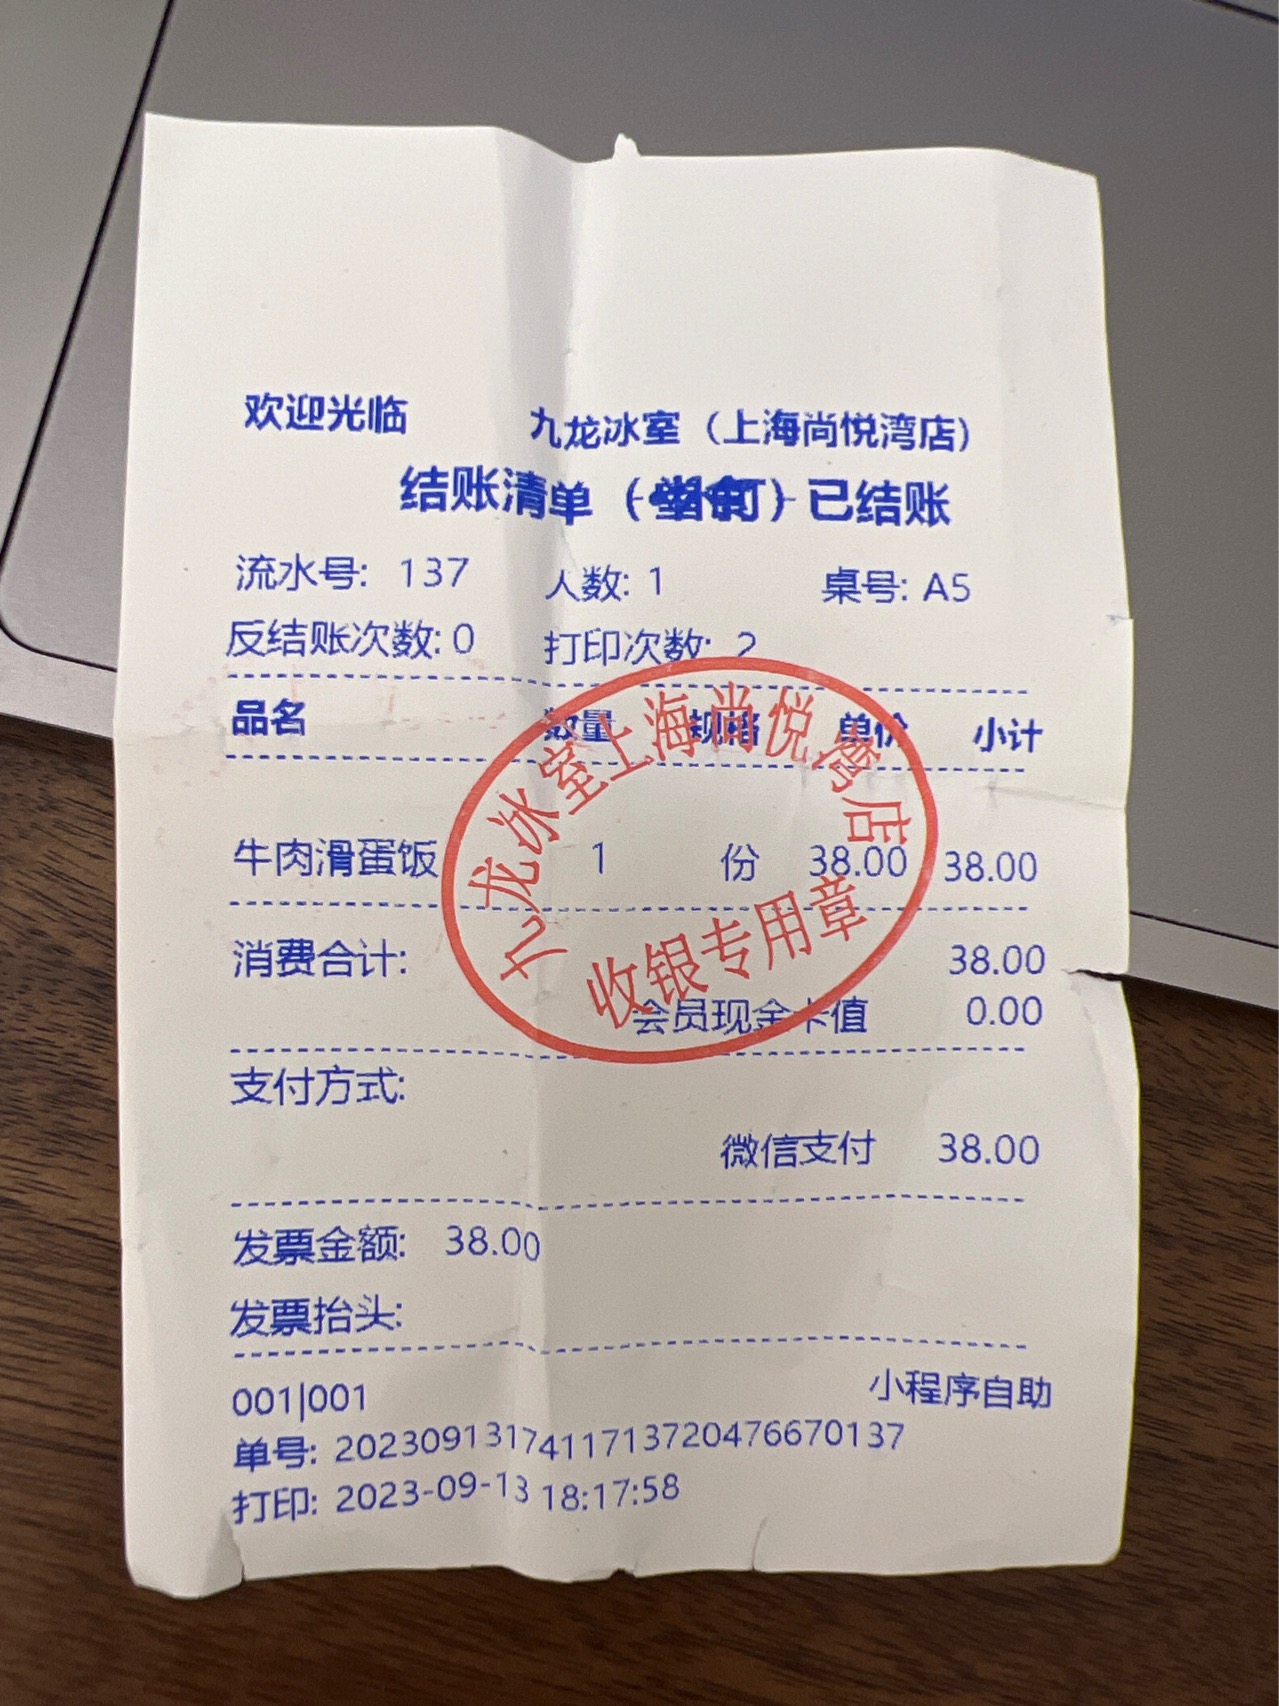 欢迎光临 九龙冰室（上海尚悦湾店）
结账清单（）已结账
流水号: 137 人数: 1 桌号: A5
反结账次数: 0 打印次数: 2
品名 数量 规格 单价 小计
九龙冰室上海尚悦湾店
牛肉滑蛋饭 1 份 38.00 38.00
收银专用章
消费合计: 38.00
会员现金卡值 0.00
支付方式:
微信支付 38.00
发票金额: 38.00
发票抬头:
001|001 小程序自助
单号: 2023091317411713720476670137
打印: 2023-09-13 18:17:58